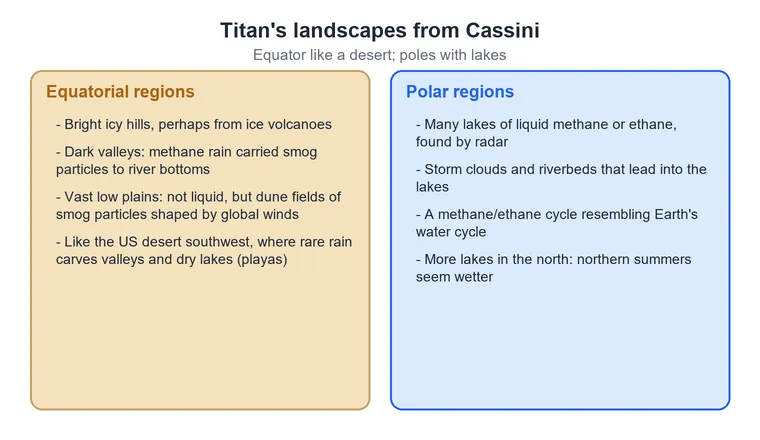 Titan's landscapes from Cassini
Equator like a desert; poles with lakes
Equatorial regions
- Bright icy hills, perhaps from ice volcanoes
- Dark valleys: methane rain carried smog
particles to river bottoms
- Vast low plains: not liquid, but dune fields of
smog particles shaped by global winds
- Like the US desert southwest, where rare rain
carves valleys and dry lakes (playas)
Polar regions
- Many lakes of liquid methane or ethane,
found by radar
- Storm clouds and riverbeds that lead into the
lakes
- A methane/ethane cycle resembling Earth's
water cycle
- More lakes in the north: northern summers
seem wetter